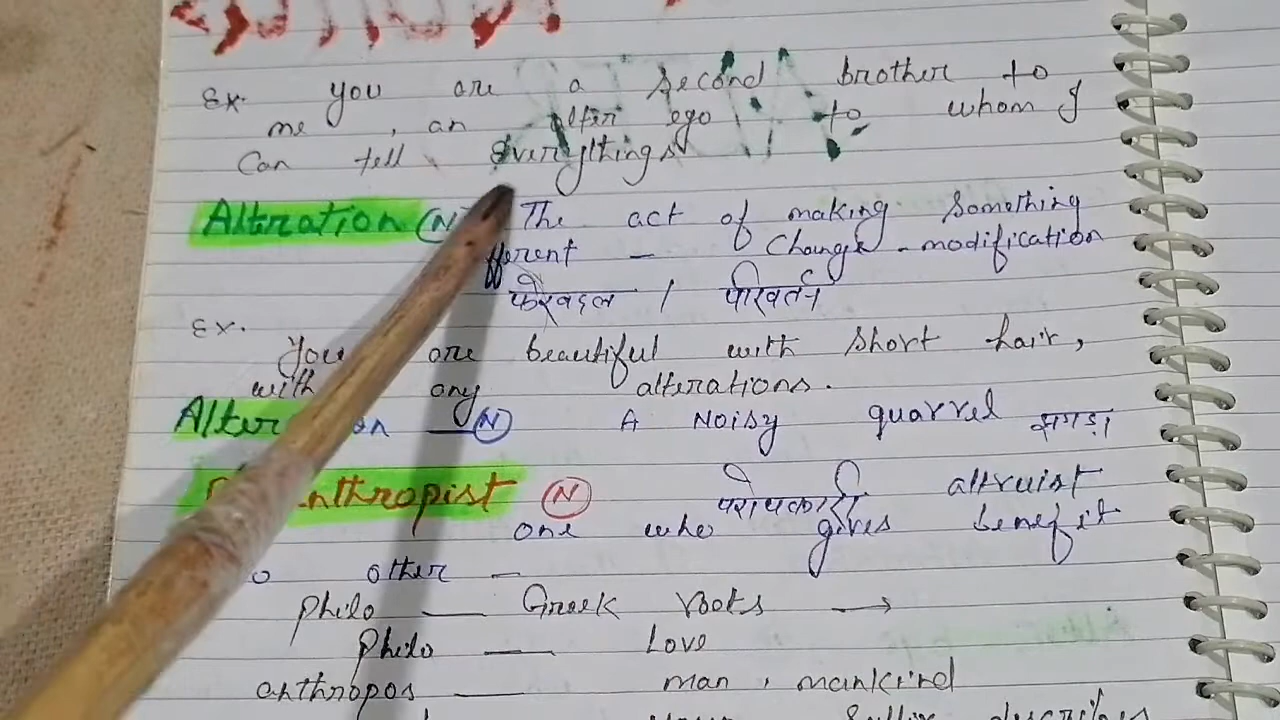 Ex. you are a second brother to
me, an alter ego to whom I
Can tell everythings
Alteration (N) The act of making something
fferent - Change - modification
फेरबदल / परिवर्तन
Ex.
You are beautiful with short hair,
with any alterations.
Alter on - N A Noisy quarrel झगड़ा
anthropist N परोपकारी altruist
one who gives benefit
o other -
Philo - Greek roots →
Philo - Love
anthropos - man, mankind